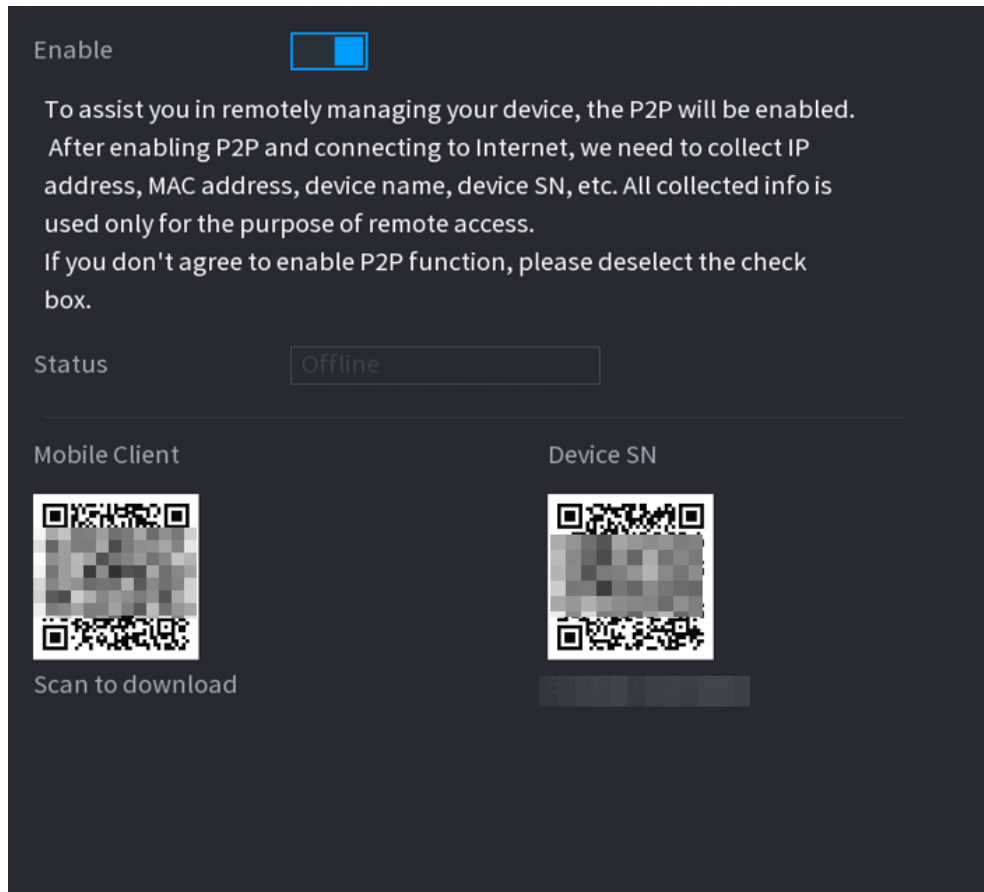 Enable
To assist you in remotely managing your device, the P2P will be enabled.
After enabling P2P and connecting to Internet, we need to collect IP
address, MAC address, device name, device SN, etc. All collected info is
used only for the purpose of remote access.
If you don't agree to enable P2P function, please deselect the check
box.
Status Offline
Mobile Client Device SN
Scan to download